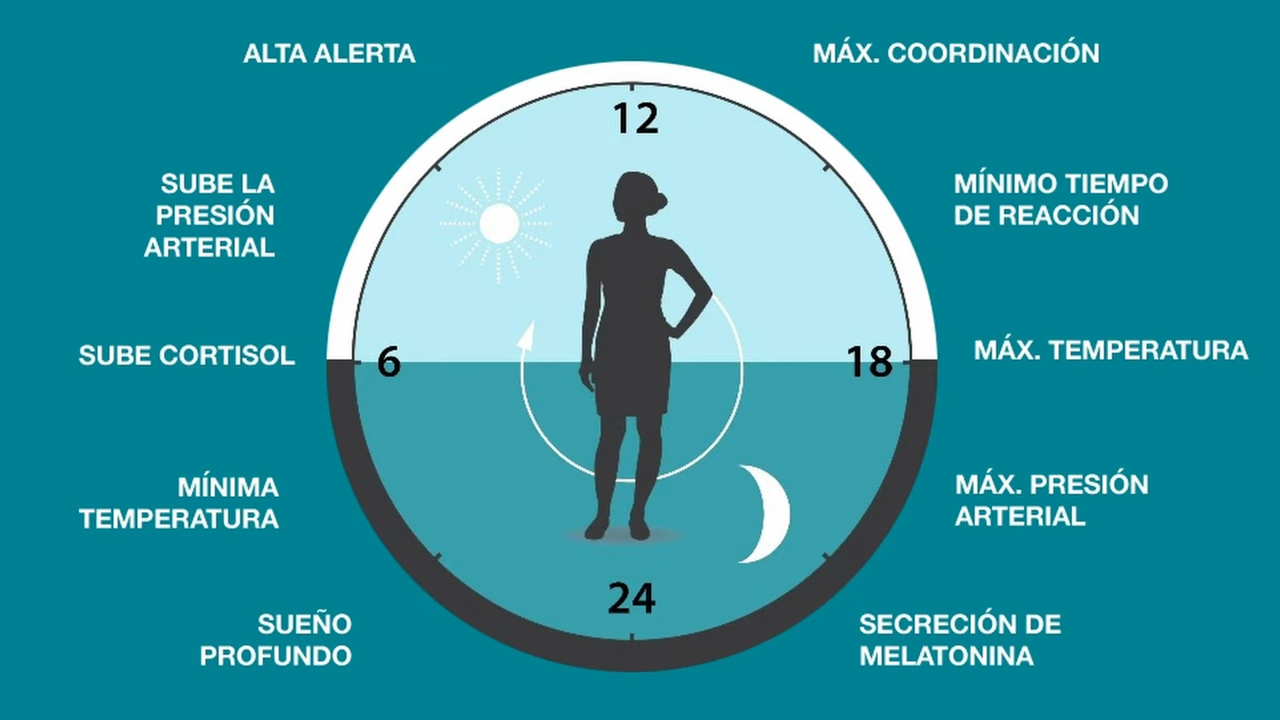 ALTA ALERTA
MÁX. COORDINACIÓN
12
SUBE LA
PRESIÓN
ARTERIAL
MÍNIMO TIEMPO
DE REACCIÓN
SUBE CORTISOL
6
18
MÁX. TEMPERATURA
MÍNIMA
TEMPERATURA
MÁX. PRESIÓN
ARTERIAL
24
SUEÑO
PROFUNDO
SECRECIÓN DE
MELATONINA